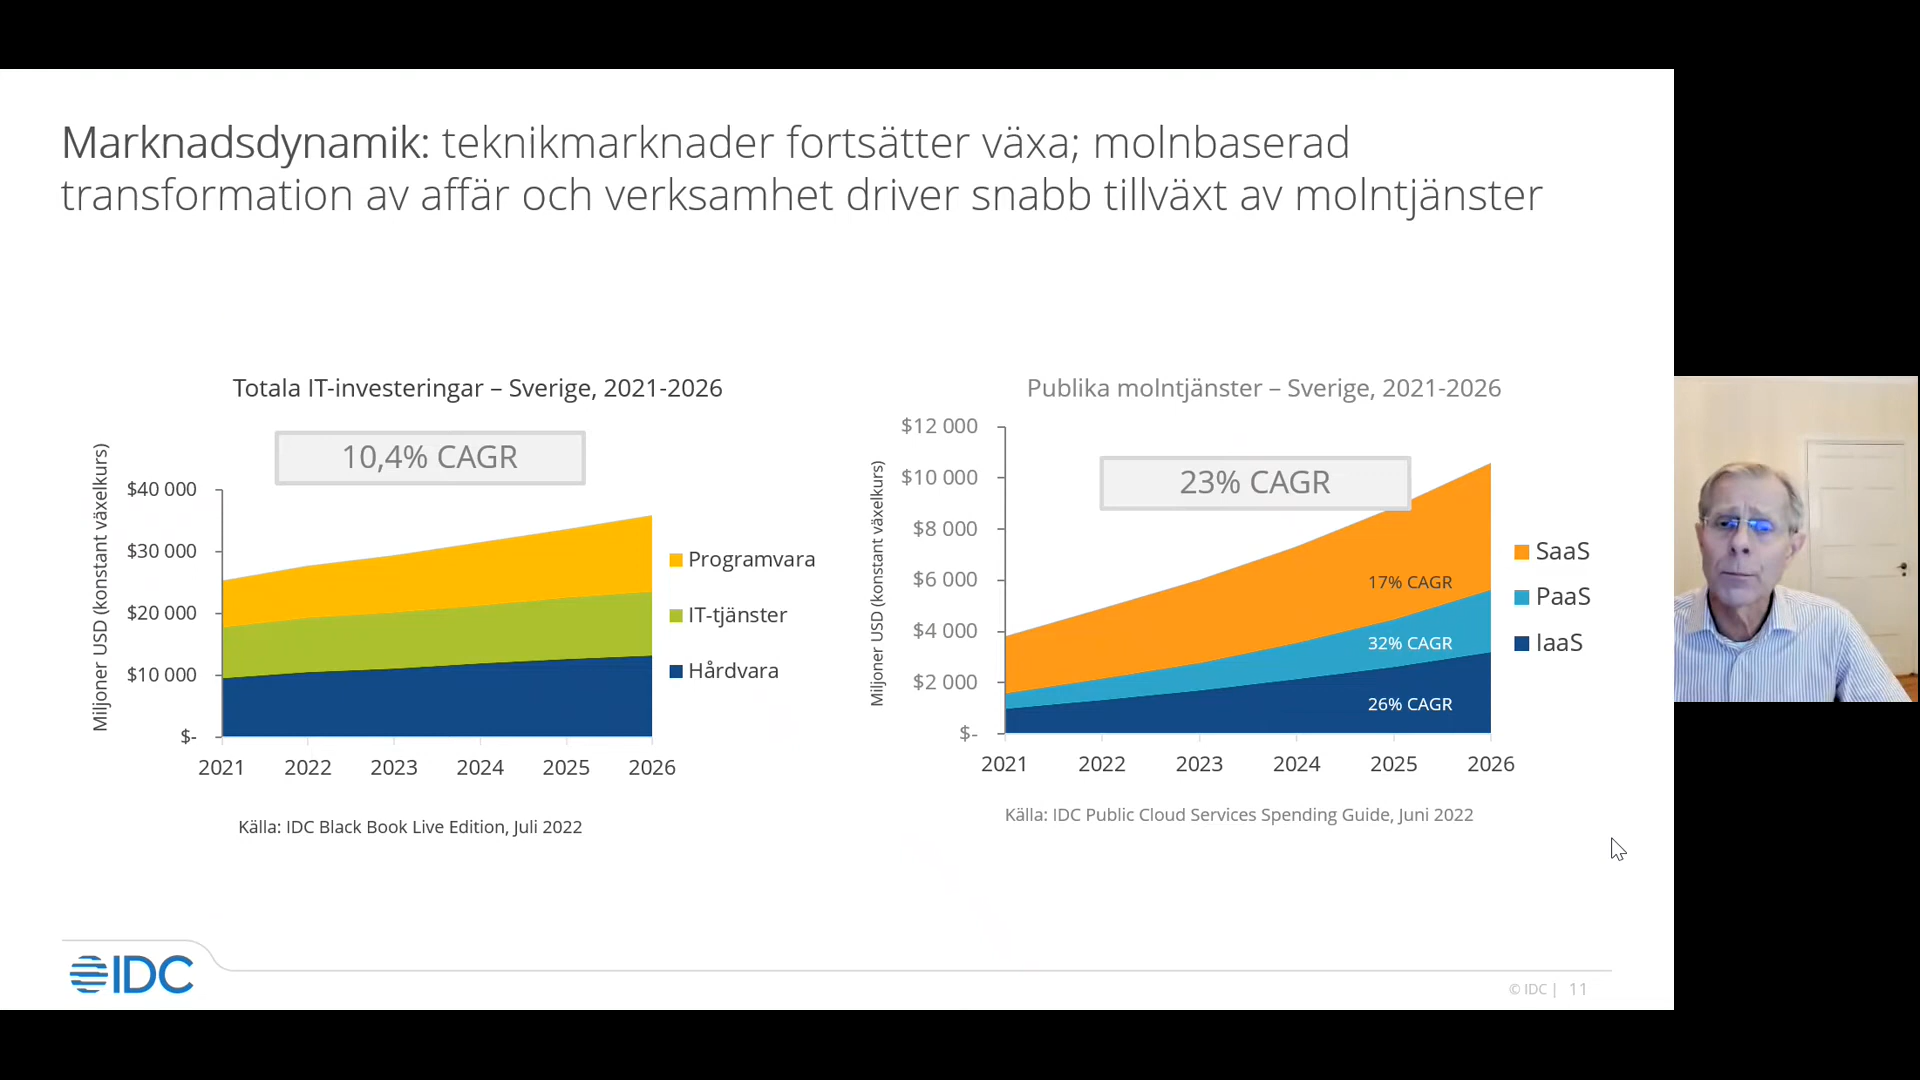 Marknadsdynamik: teknikmarknader fortsätter växa; molnbaserad
transformation av affär och verksamhet driver snabb tillväxt av molntjänster
Totala IT-investeringar – Sverige, 2021-2026
10,4% CAGR
Miljoner USD (konstant växelkurs)
$40 000
$30 000
$20 000
$10 000
$-
2021 2022 2023 2024 2025 2026
Programvara
IT-tjänster
Hårdvara
Källa: IDC Black Book Live Edition, Juli 2022
Publika molntjänster – Sverige, 2021-2026
23% CAGR
Miljoner USD (konstant växelkurs)
$12 000
$10 000
$8 000
$6 000
$4 000
$2 000
$-
17% CAGR
32% CAGR
26% CAGR
2021 2022 2023 2024 2025 2026
SaaS
PaaS
IaaS
Källa: IDC Public Cloud Services Spending Guide, Juni 2022
IDC
© IDC | 11